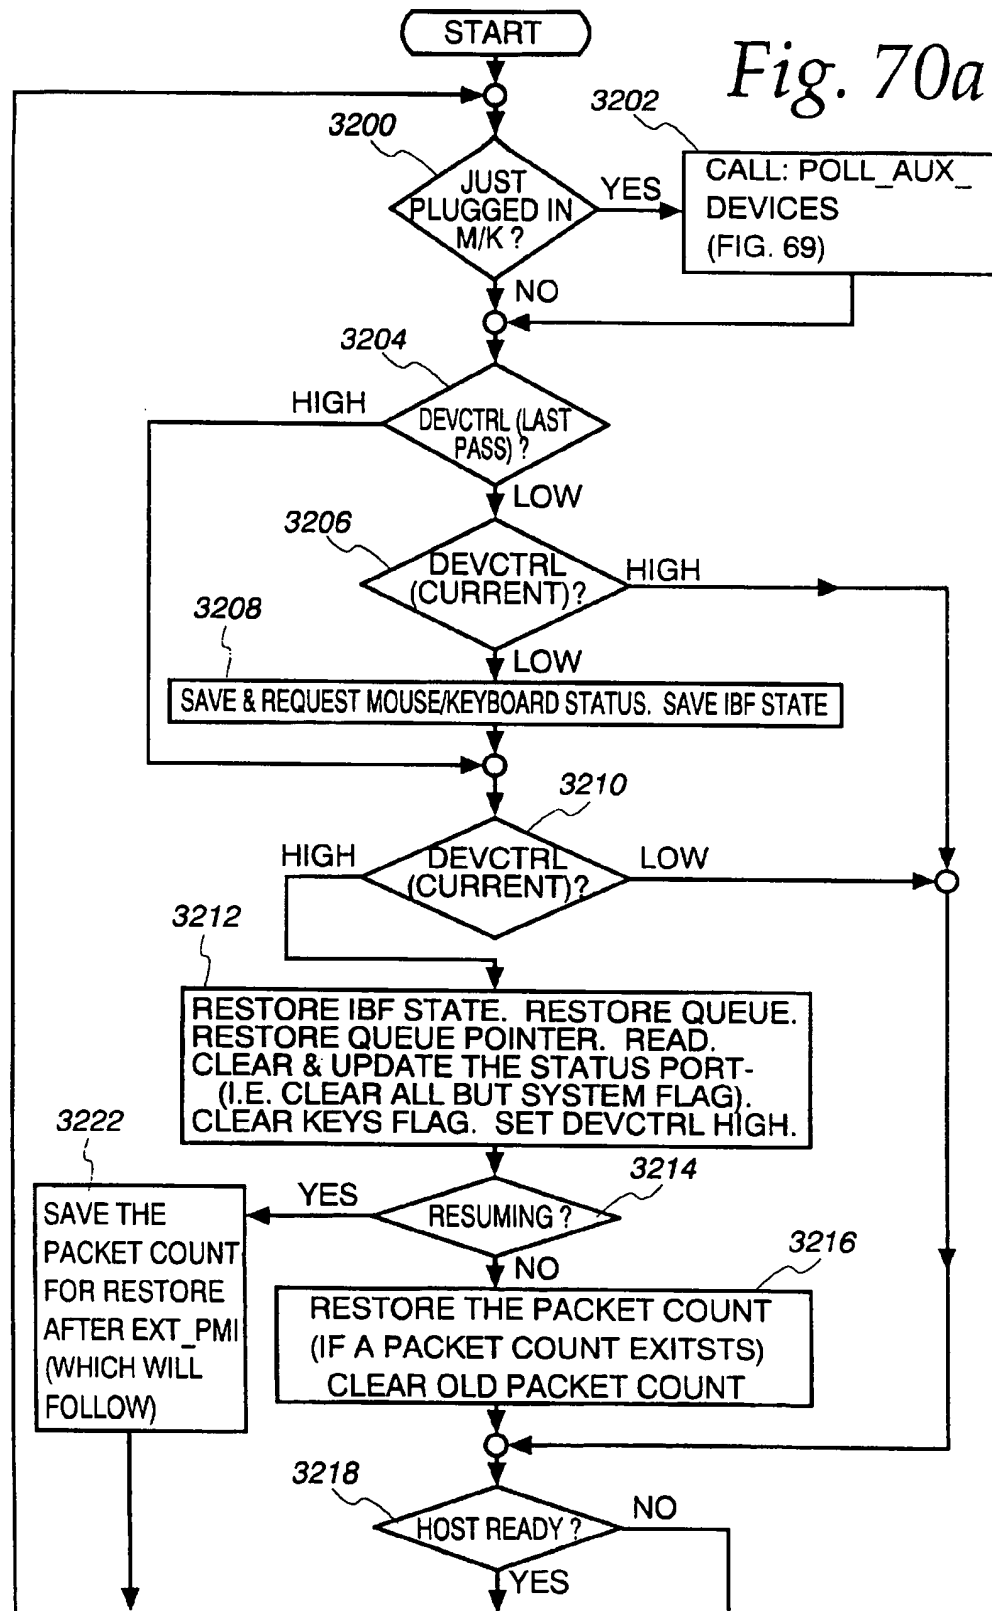 START
Fig. 70a
3200
3202
JUST
PLUGGED IN
M/K ?
YES
CALL: POLL_AUX_
DEVICES
(FIG. 69)
NO
3204
HIGH
DEVCTRL (LAST
PASS) ?
LOW
3206
DEVCTRL
(CURRENT)?
HIGH
3208
LOW
SAVE & REQUEST MOUSE/KEYBOARD STATUS. SAVE IBF STATE
3210
HIGH
DEVCTRL
(CURRENT)?
LOW
3212
RESTORE IBF STATE. RESTORE QUEUE.
RESTORE QUEUE POINTER. READ.
CLEAR & UPDATE THE STATUS PORT-
(I.E. CLEAR ALL BUT SYSTEM FLAG).
CLEAR KEYS FLAG. SET DEVCTRL HIGH.
3222
3214
YES
RESUMING ?
SAVE THE
PACKET COUNT
FOR RESTORE
AFTER EXT_PMI
(WHICH WILL
FOLLOW)
NO
3216
RESTORE THE PACKET COUNT
(IF A PACKET COUNT EXITSTS)
CLEAR OLD PACKET COUNT
3218
HOST READY ?
NO
YES